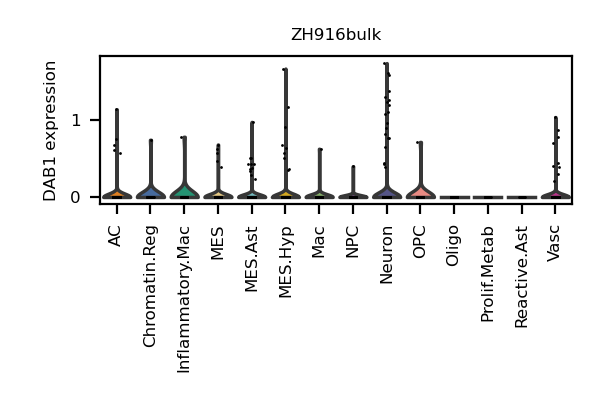 ZH916bulk
DAB1 expression
1
0
AC
Chromatin.Reg
Inflammatory.Mac
MES
MES.Ast
MES.Hyp
Mac
NPC
Neuron
OPC
Oligo
Prolif.Metab
Reactive.Ast
Vasc